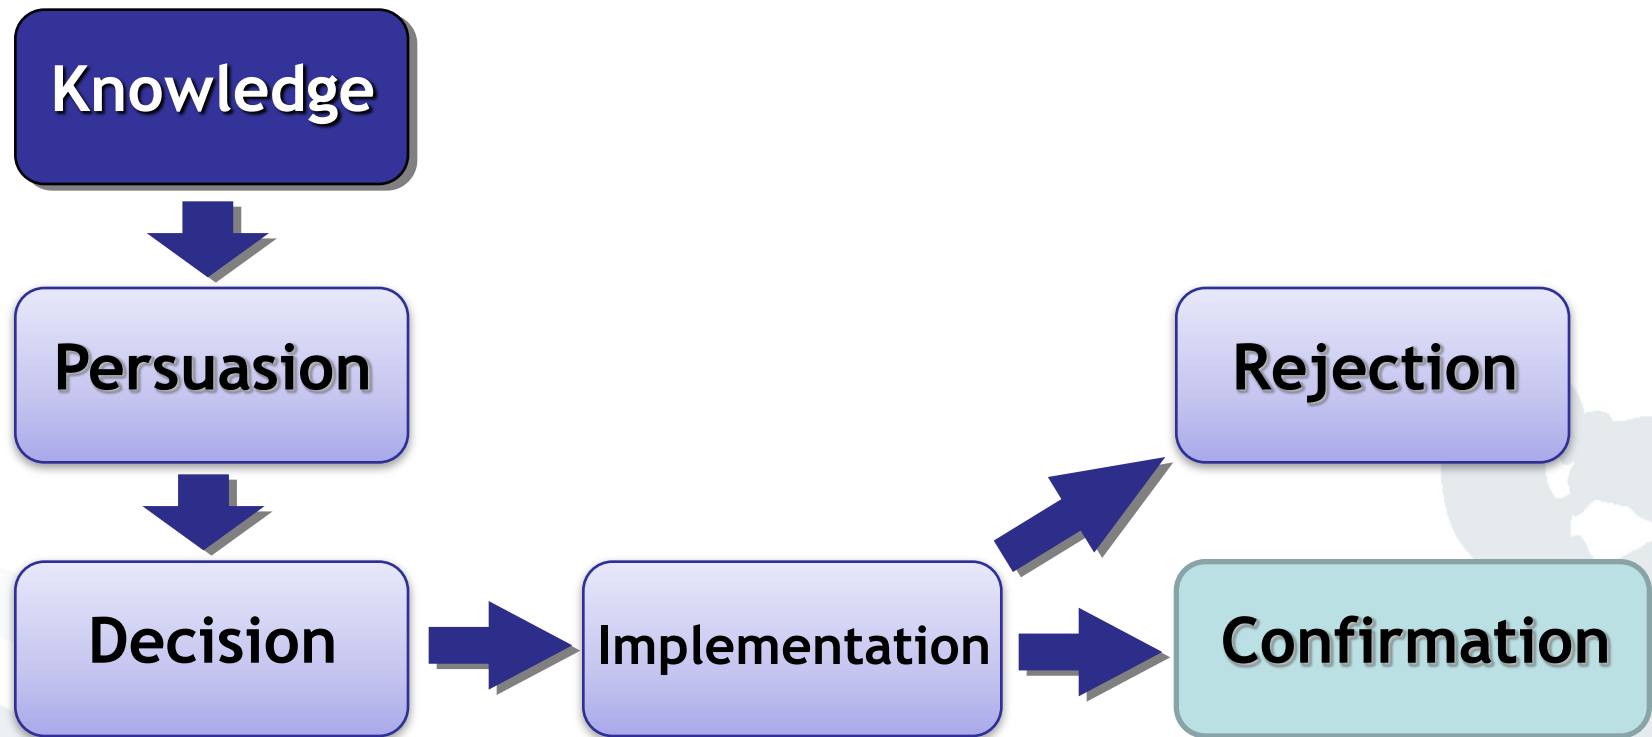 Knowledge
Persuasion
Rejection
Decision
Implementation
Confirmation